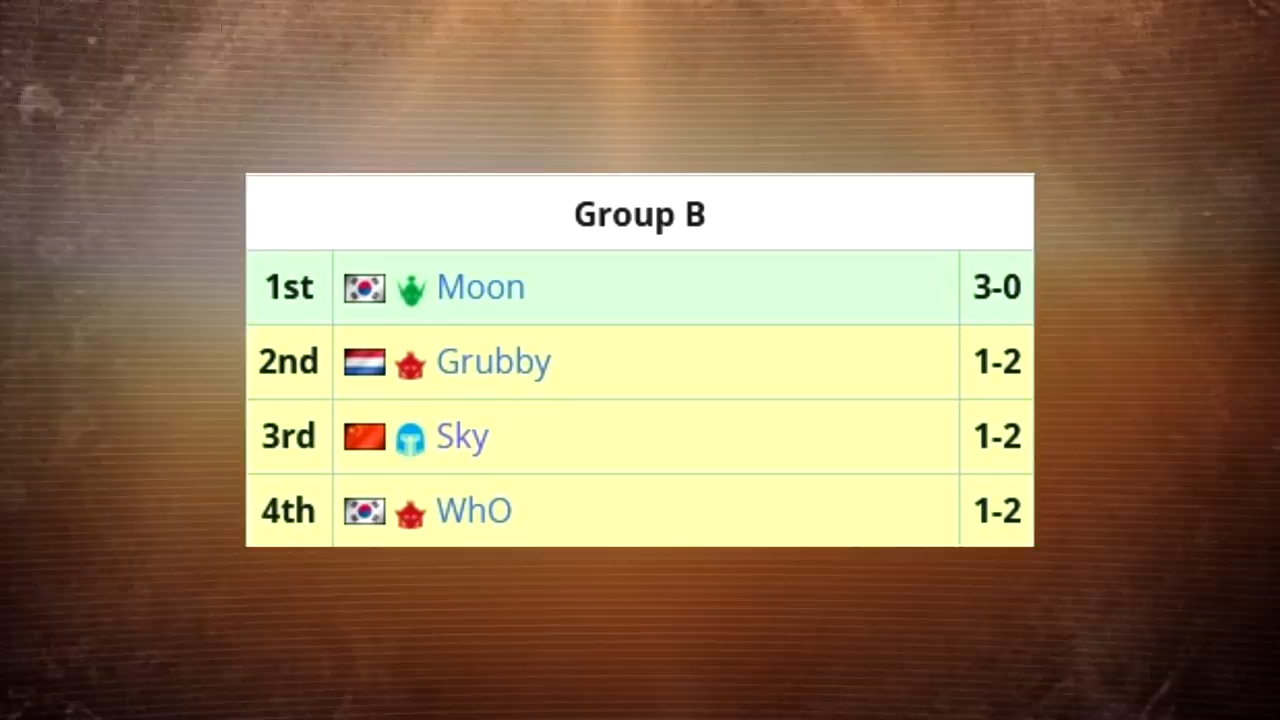 Group B
1st Moon 3-0
2nd Grubby 1-2
3rd Sky 1-2
4th WhO 1-2